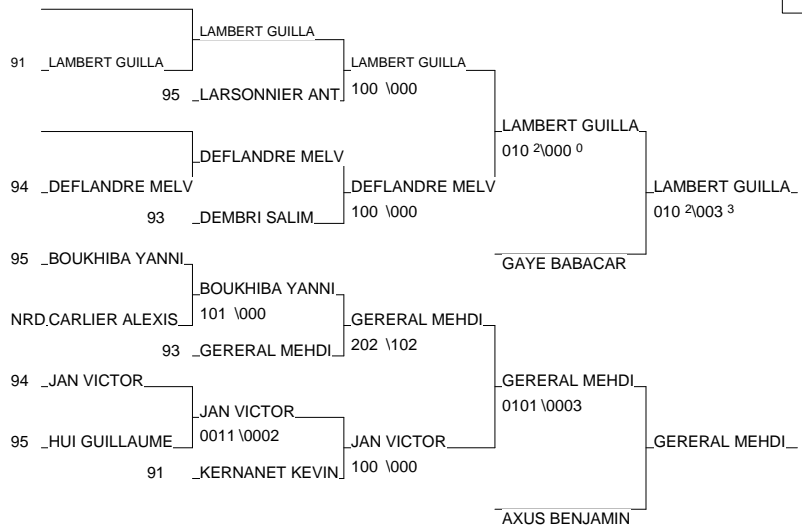 LAMBERT GUILLA
91 LAMBERT GUILLA LAMBERT GUILLA
95 LARSONNIER ANT 100 \000
LAMBERT GUILLA
010 2\000 0
DEFLANDRE MELV
94 DEFLANDRE MELV DEFLANDRE MELV LAMBERT GUILLA
93 DEMBRI SALIM 100 \000 010 2\003 3
95 BOUKHIBA YANNI GAYE BABACAR
BOUKHIBA YANNI
NRD CARLIER ALEXIS 101 \000 GERERAL MEHDI
93 GERERAL MEHDI 202 \102
94 JAN VICTOR GERERAL MEHDI
JAN VICTOR 0101 \0003
95 HUI GUILLAUME 0011 \0002 JAN VICTOR GERERAL MEHDI
91 KERNANET KEVIN 100 \000
AXUS BENJAMIN